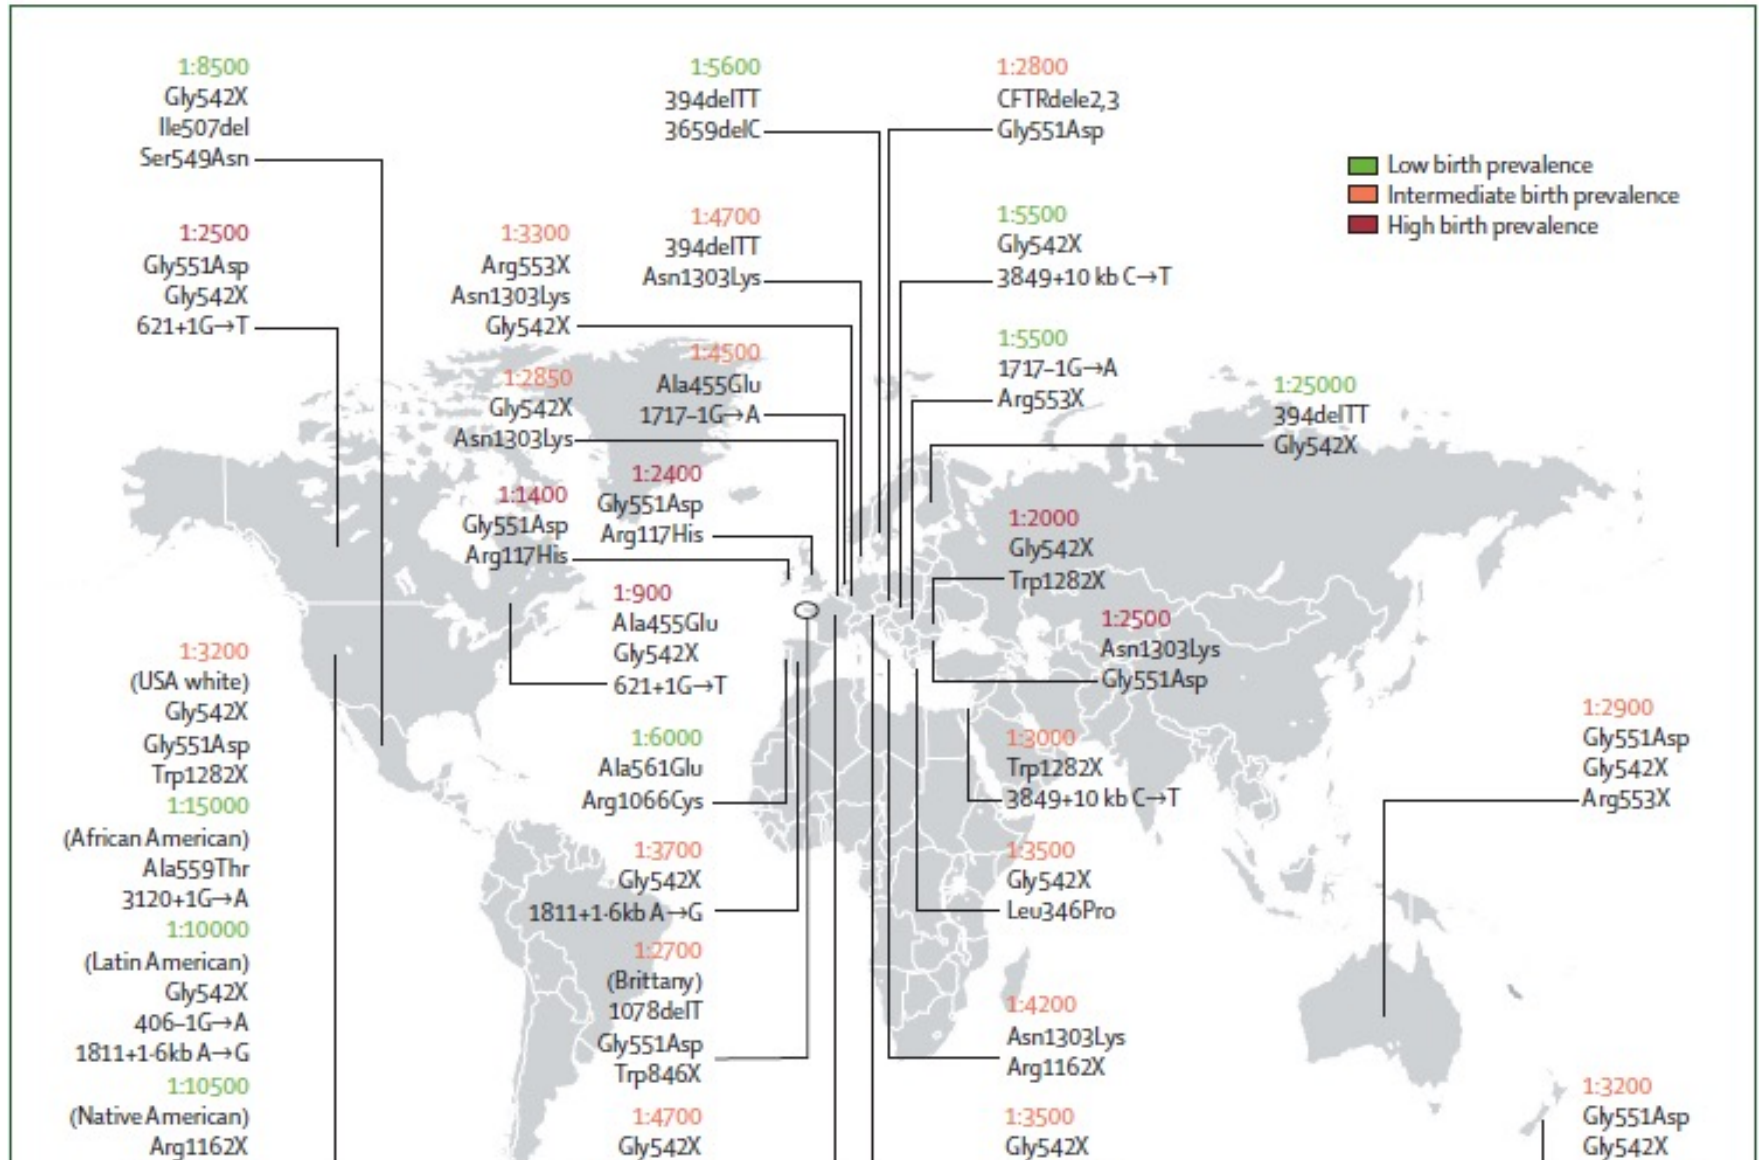 1:8500
Gly542X
Ile507del
Ser549Asn
1:5600
394delTT
3659delC
1:2800
CFTRdele2,3
Gly551Asp
Low birth prevalence
Intermediate birth prevalence
High birth prevalence
1:2500
Gly551Asp
Gly542X
621+1G→T
1:3300
Arg553X
Asn1303Lys
Gly542X
1:4700
394delTT
Asn1303Lys
1:5500
Gly542X
3849+10 kb C→T
1:2850
Gly542X
Asn1303Lys
1:4500
Ala455Glu
1717–1G→A
1:5500
1717–1G→A
Arg553X
1:25000
394delTT
Gly542X
1:1400
Gly551Asp
Arg117His
1:2400
Gly551Asp
Arg117His
1:2000
Gly542X
Trp1282X
1:900
Ala455Glu
Gly542X
621+1G→T
1:2500
Asn1303Lys
Gly551Asp
1:3200
(USA white)
Gly542X
Gly551Asp
Trp1282X
1:15000
(African American)
Ala559Thr
3120+1G→A
1:10000
(Latin American)
Gly542X
406–1G→A
1811+1·6kb A→G
1:10500
(Native American)
Arg1162X
1:6000
Ala561Glu
Arg1066Cys
1:3700
Gly542X
1811+1·6kb A→G
1:2700
(Brittany)
1078delT
Gly551Asp
Trp846X
1:4700
Gly542X
1:3000
Trp1282X
3849+10 kb C→T
1:3500
Gly542X
Leu346Pro
1:4200
Asn1303Lys
Arg1162X
1:3500
Gly542X
1:2900
Gly551Asp
Gly542X
Arg553X
1:3200
Gly551Asp
Gly542X